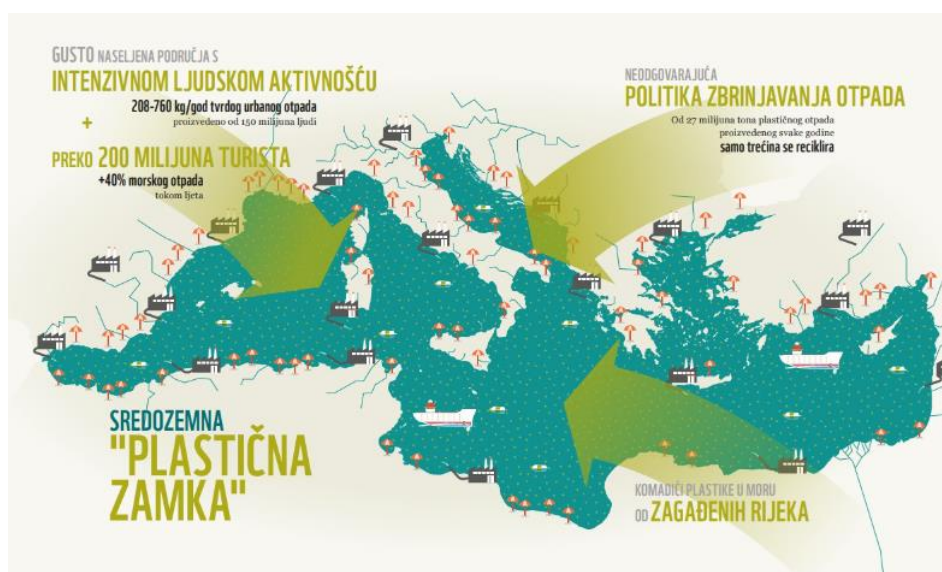 GUSTO NASELJENA PODRUČJA S
INTENZIVNOM LJUDSKOM AKTIVNOŠĆU
208-760 kg/god tvrdog urbanog otpada
proizvedeno od 150 milijuna ljudi
+
PREKO 200 MILIJUNA TURISTA
+40% morskog otpada
tokom ljeta
NEODGOVARAJUĆA
POLITIKA ZBRINJAVANJA OTPADA
Od 27 milijuna tona plastičnog otpada
proizvedenog svake godine
samo trećina se reciklira
SREDOZEMNA
"PLASTIČNA
ZAMKA"
KOMADIĆI PLASTIKE U MORU
OD ZAGAĐENIH RIJEKA